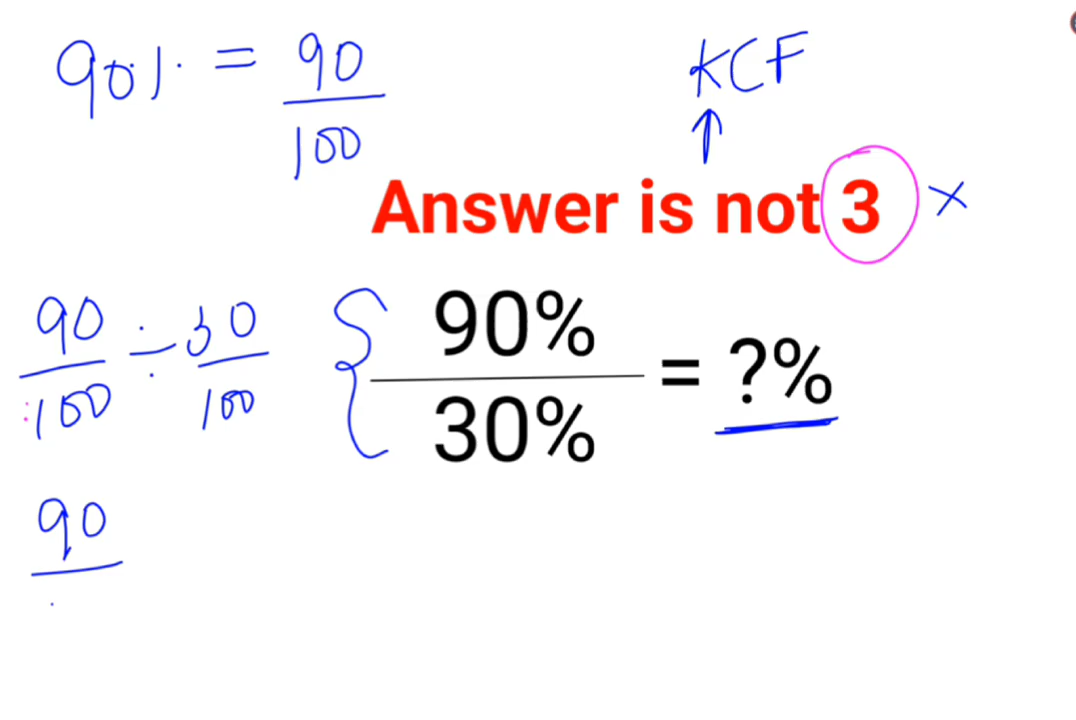 90% = 90
100
KCF
↑
Answer is not 3 ×
90 ÷ 30
100 100
90%
30%
= ?%
90